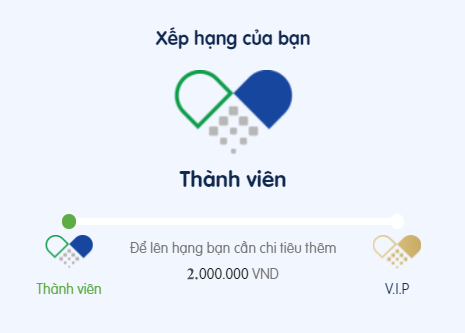 Xếp hạng của bạn
Thành viên
Để lên hạng bạn cần chi tiêu thêm
2.000.000 VND
Thành viên
V.I.P